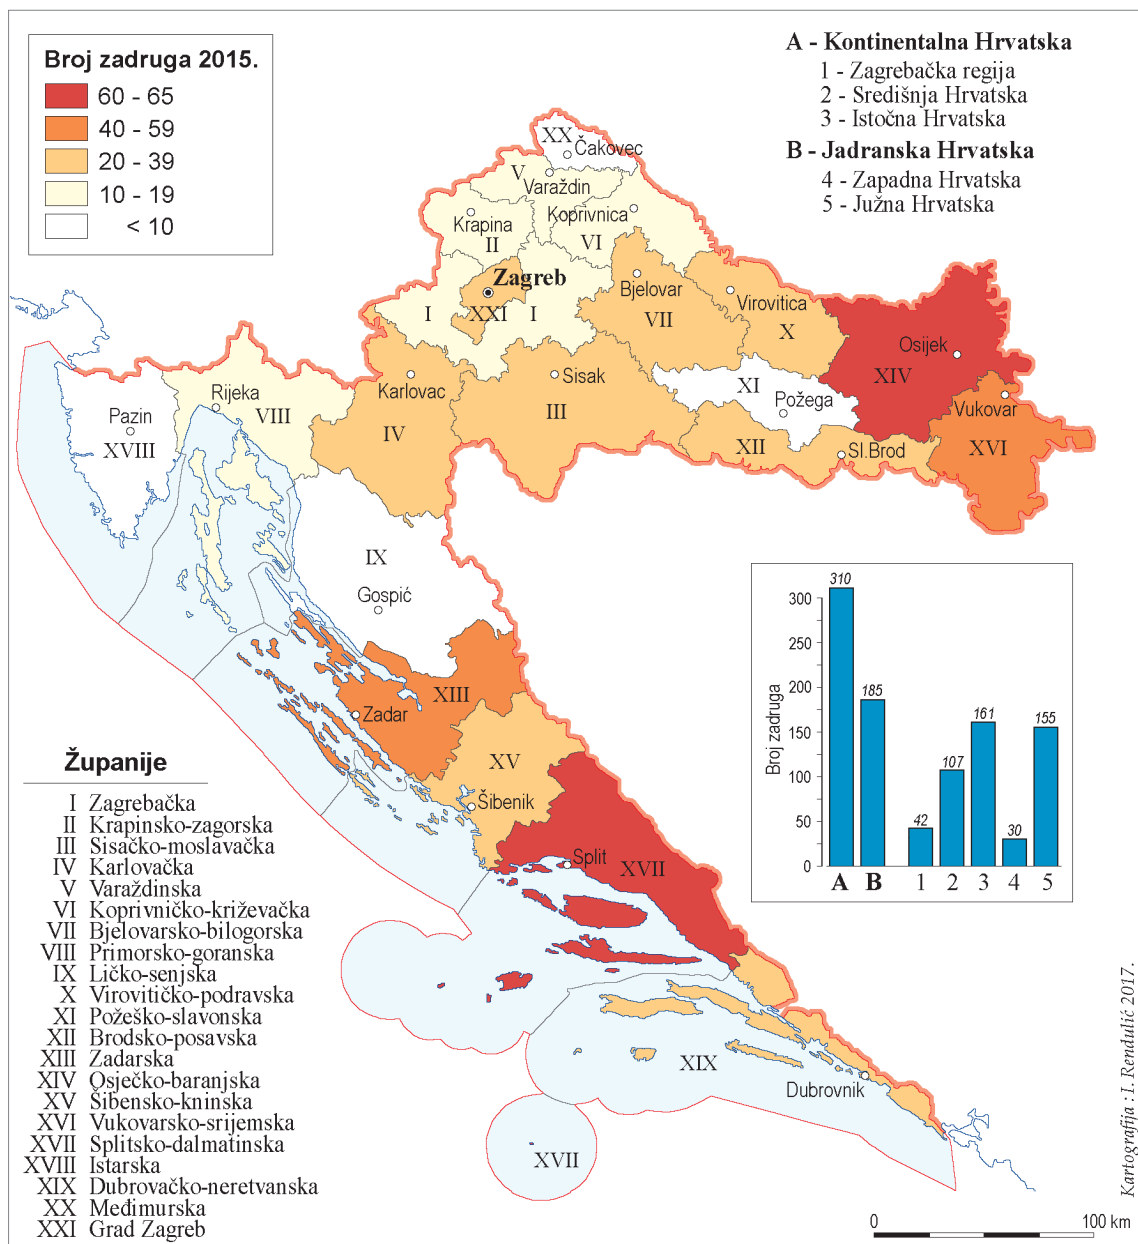 Broj zadruga 2015.
60 - 65
40 - 59
20 - 39
10 - 19
< 10
A - Kontinentalna Hrvatska
1 - Zagrebačka regija
2 - Središnja Hrvatska
3 - Istočna Hrvatska
B - Jadranska Hrvatska
4 - Zapadna Hrvatska
5 - Južna Hrvatska
XX
Čakovec
V
Varaždin
Krapina
II
Koprivnica
VI
Zagreb
I
XXI
I
Bjelovar
VII
Virovitica
X
Osijek
XIV
Vukovar
XVI
XI
Požega
XII
Sl.Brod
Sisak
III
Karlovac
IV
Rijeka
VIII
Pazin
XVIII
IX
Gospić
XIII
Zadar
XV
Šibenik
Split
XVII
XIX
Dubrovnik
XVII
Broj zadruga
300
250
200
150
100
50
0
310
185
42
107
161
30
155
A B 1 2 3 4 5
Županije
I Zagrebačka
II Krapinsko-zagorska
III Sisačko-moslavačka
IV Karlovačka
V Varaždinska
VI Koprivničko-križevačka
VII Bjelovarsko-bilogorska
VIII Primorsko-goranska
IX Ličko-senjska
X Virovitičko-podravska
XI Požeško-slavonska
XII Brodsko-posavska
XIII Zadarska
XIV Osječko-baranjska
XV Šibensko-kninska
XVI Vukovarsko-srijemska
XVII Splitsko-dalmatinska
XVIII Istarska
XIX Dubrovačko-neretvanska
XX Međimurska
XXI Grad Zagreb
0 100 km
Kartografija : I. Rendulić 2017.